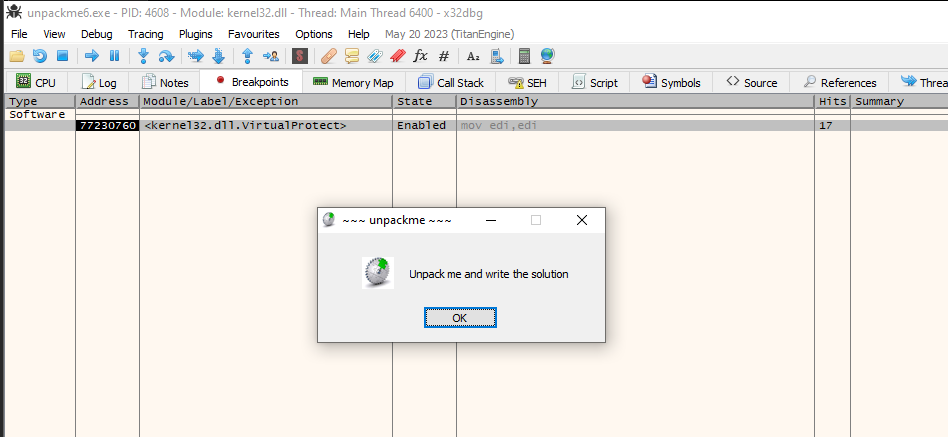 unpackme6.exe - PID: 4608 - Module: kernel32.dll - Thread: Main Thread 6400 - x32dbg
File View Debug Tracing Plugins Favourites Options Help May 20 2023 (TitanEngine)
CPU Log Notes Breakpoints Memory Map Call Stack SEH Script Symbols Source References Threa
Type Address Module/Label/Exception State Disassembly Hits Summary
Software
77230760 <kernel32.dll.VirtualProtect> Enabled mov edi,edi 17
~~~ unpackme ~~~
Unpack me and write the solution
OK